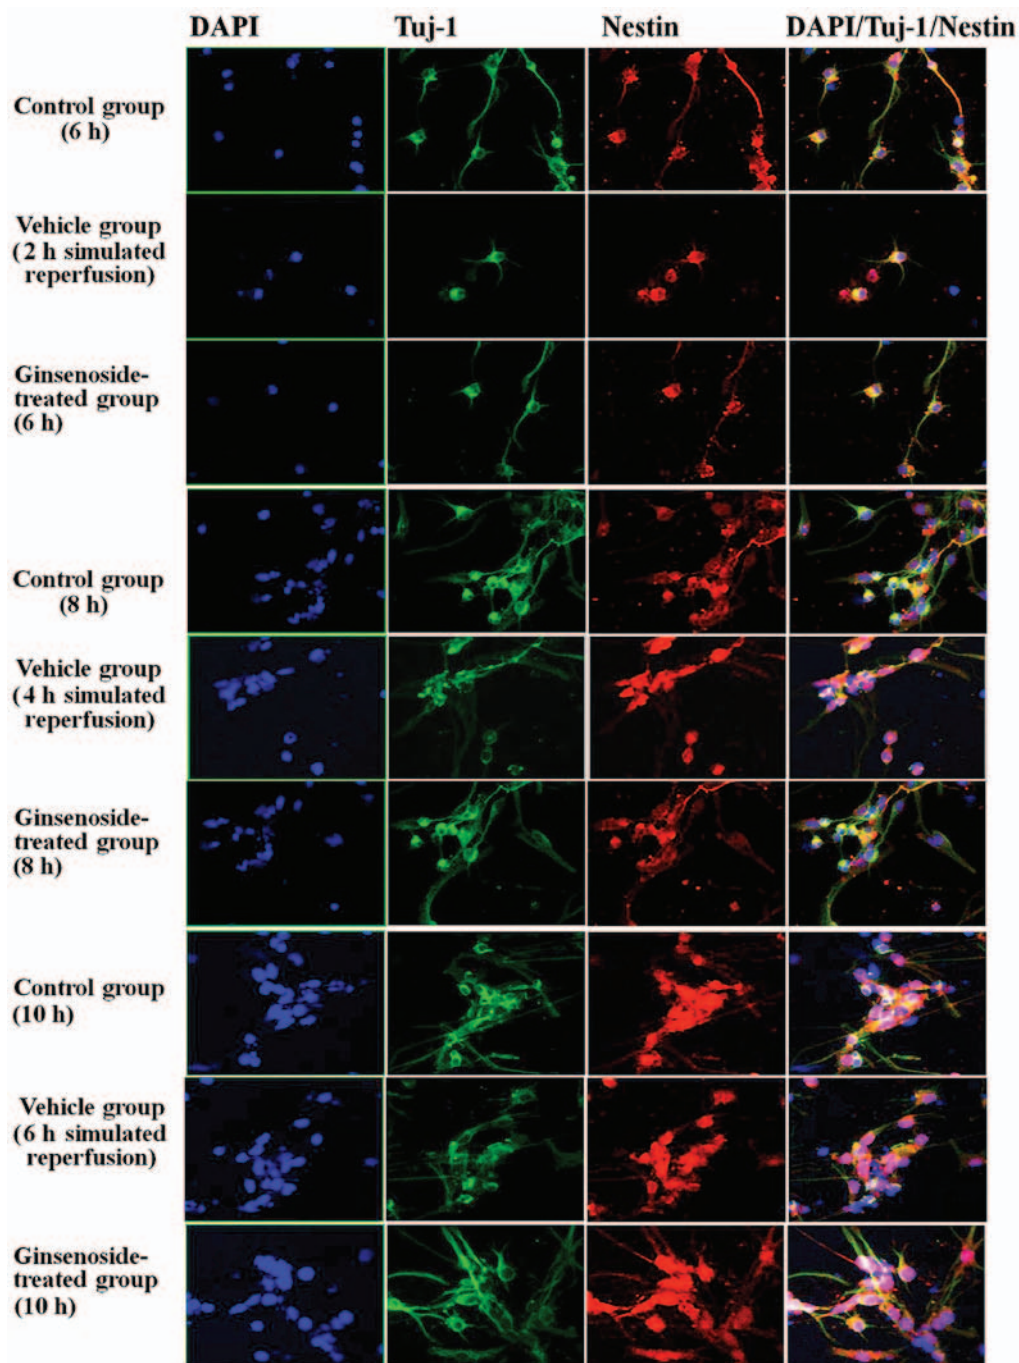 DAPI Tuj-1 Nestin DAPI/Tuj-1/Nestin
Control group
(6 h)
Vehicle group
(2 h simulated
reperfusion)
Ginsenoside-
treated group
(6 h)
Control group
(8 h)
Vehicle group
(4 h simulated
reperfusion)
Ginsenoside-
treated group
(8 h)
Control group
(10 h)
Vehicle group
(6 h simulated
reperfusion)
Ginsenoside-
treated group
(10 h)